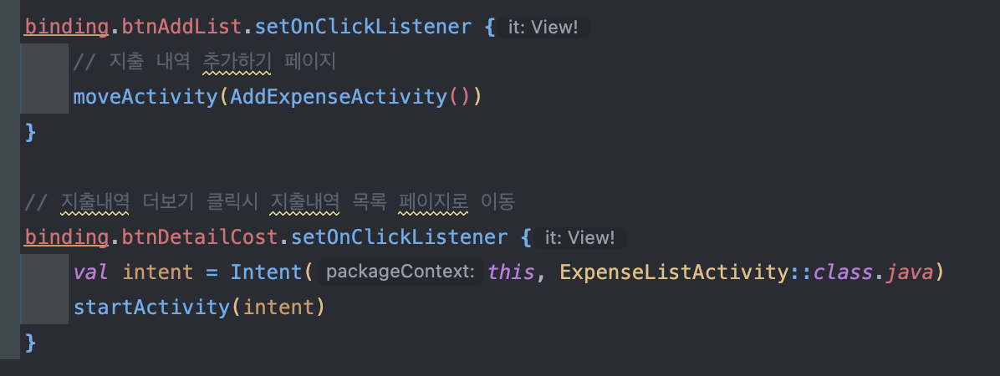 binding.btnAddList.setOnClickListener { it: View!
// 지출 내역 추가하기 페이지
moveActivity(AddExpenseActivity())
}
// 지출내역 더보기 클릭시 지출내역 목록 페이지로 이동
binding.btnDetailCost.setOnClickListener { it: View!
val intent = Intent( packageContext: this, ExpenseListActivity::class.java)
startActivity(intent)
}